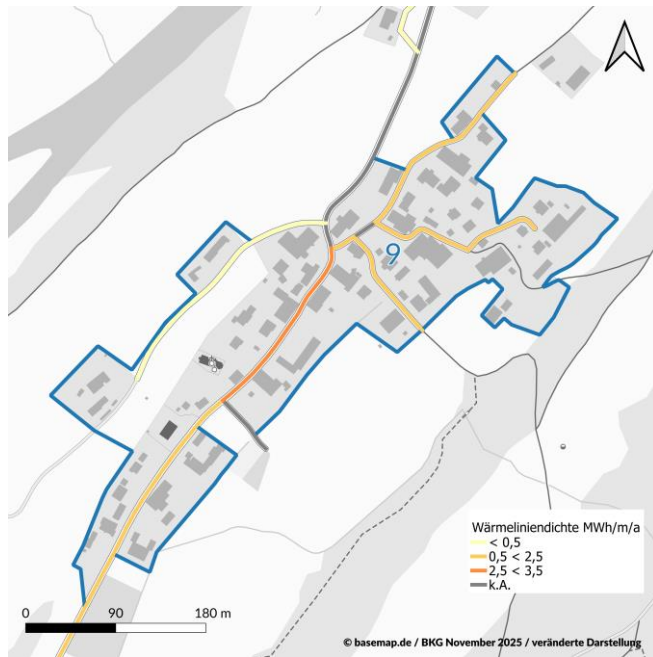 9
Wärmeliniendichte MWh/m/a
< 0,5
0,5 < 2,5
2,5 < 3,5
k.A.
0 90 180 m
© basemap.de / BKG November 2025 / veränderte Darstellung